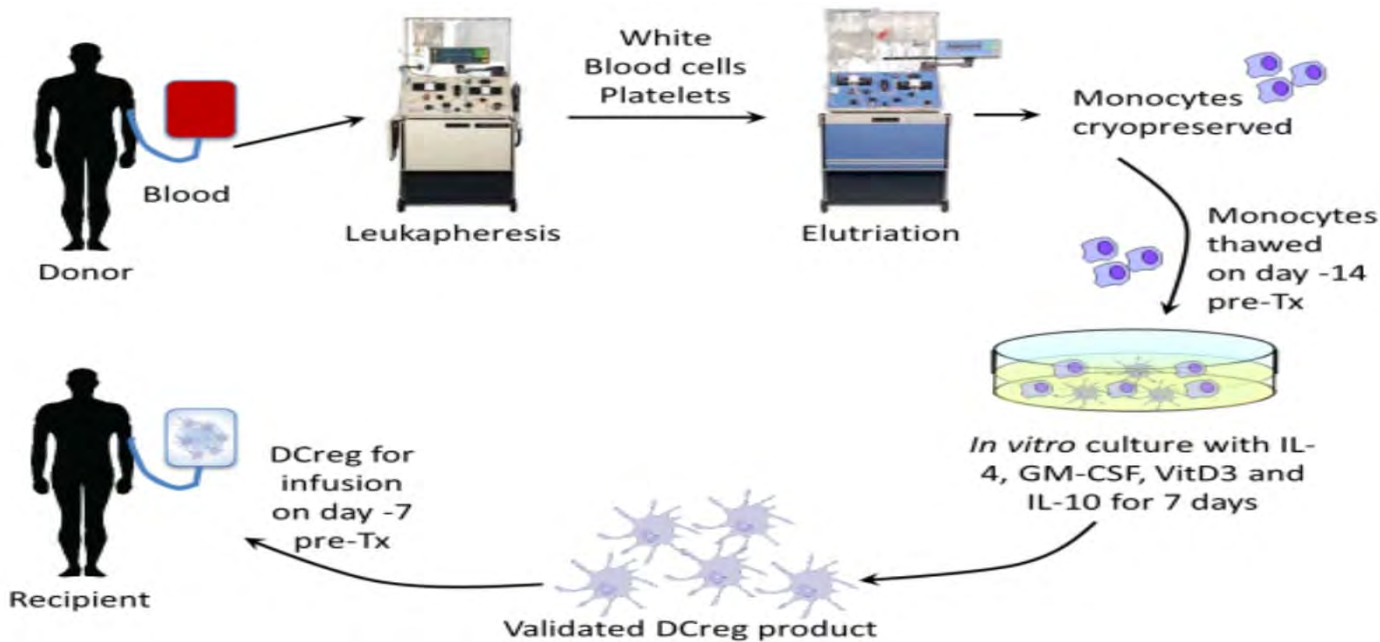 White
Blood cells
Platelets
Monocytes
cryopreserved
Blood
Leukapheresis
Elutriation
Donor
Monocytes
thawed
on day -14
pre-Tx
In vitro culture with IL-
4, GM-CSF, VitD3 and
IL-10 for 7 days
DCreg for
infusion
on day -7
pre-Tx
Recipient
Validated DCreg product